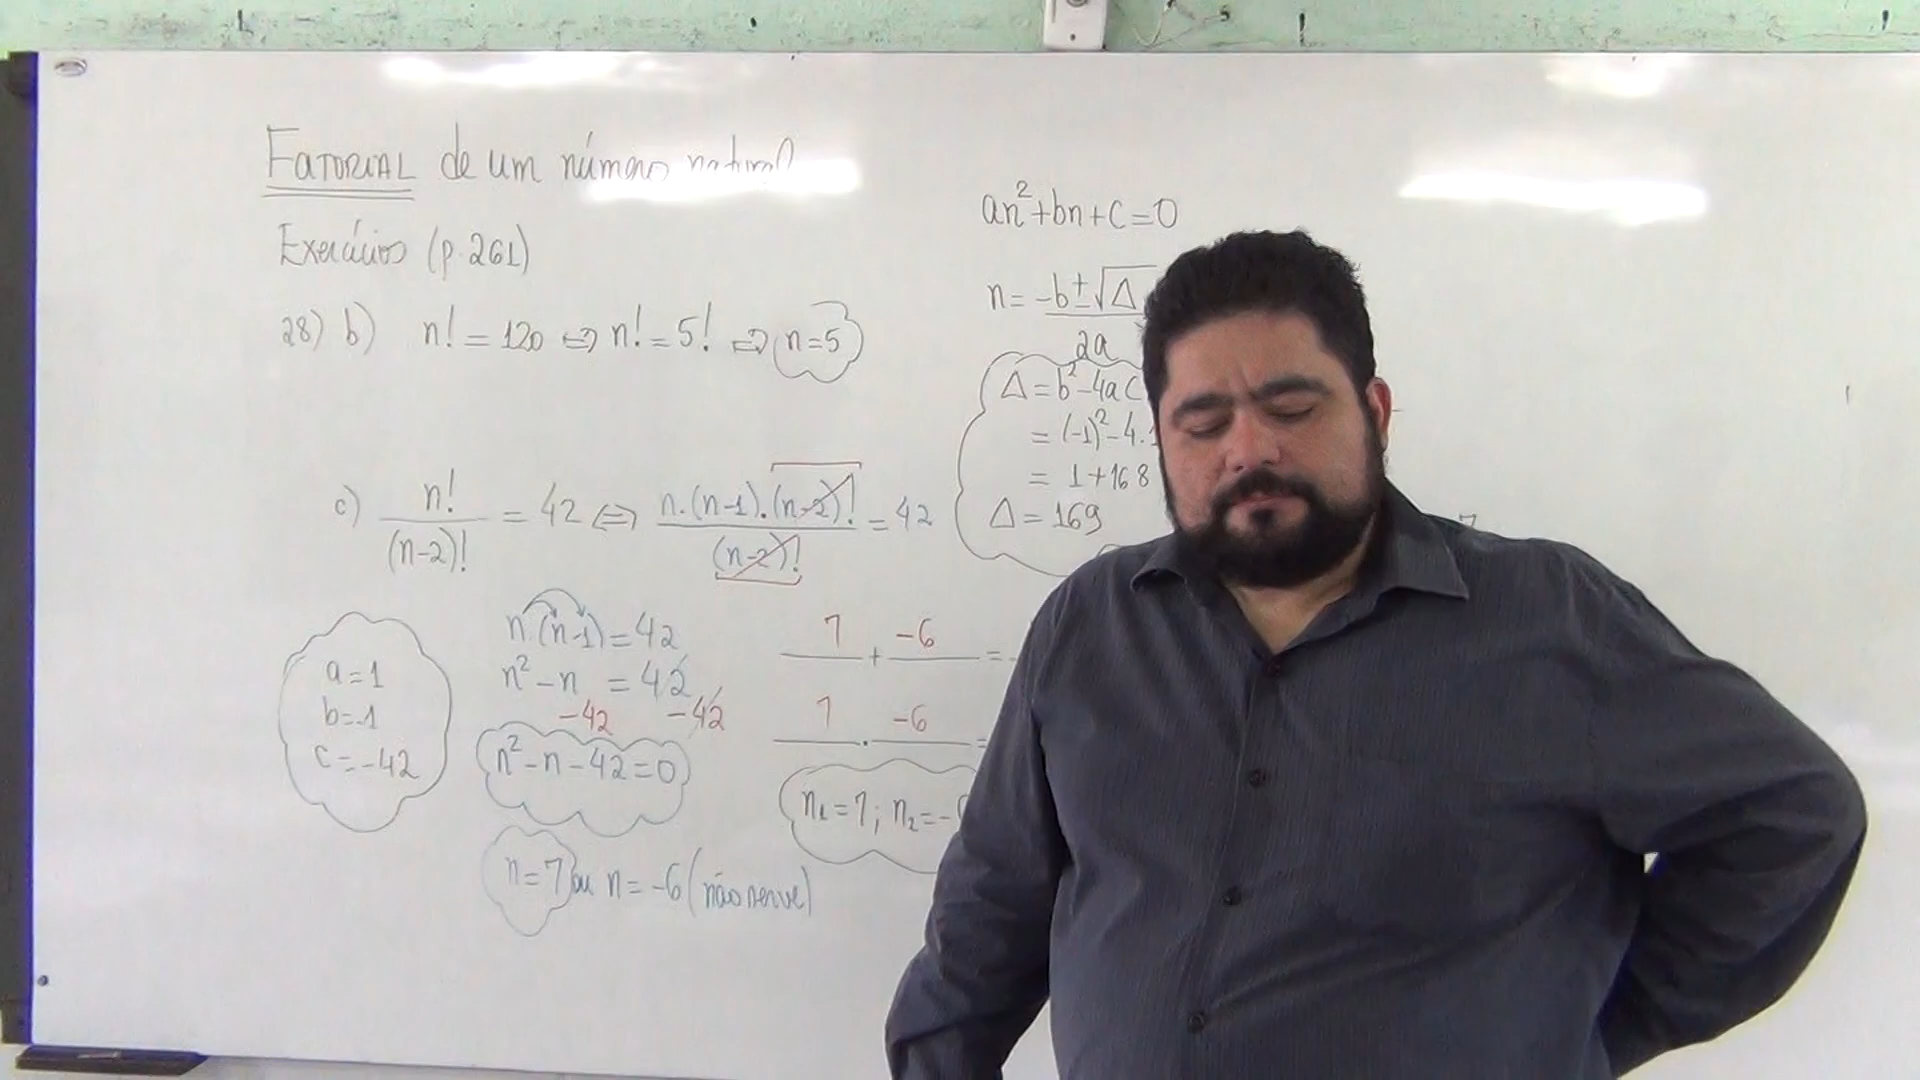 FATORIAL de um número natural
Exercícios (p. 261)
28) b) n! = 120 ⇔ n! = 5! ⇔ n=5
c) n!/(n-2)! = 42 ⇔ n.(n-1).(n-2)!/(n-2)! = 42
a=1
b=-1
c=-42
n.(n-1)=42
n²-n = 42
-42 -42
n²-n-42=0
n=7 ou n=-6 (não serve)
7 + -6 =
7 . -6 =
n₁=7; n₂=-
an²+bn+c=0
n= -b±√Δ
2a
Δ=b²-4ac
= (-1)²-4.
= 1+168
Δ=169